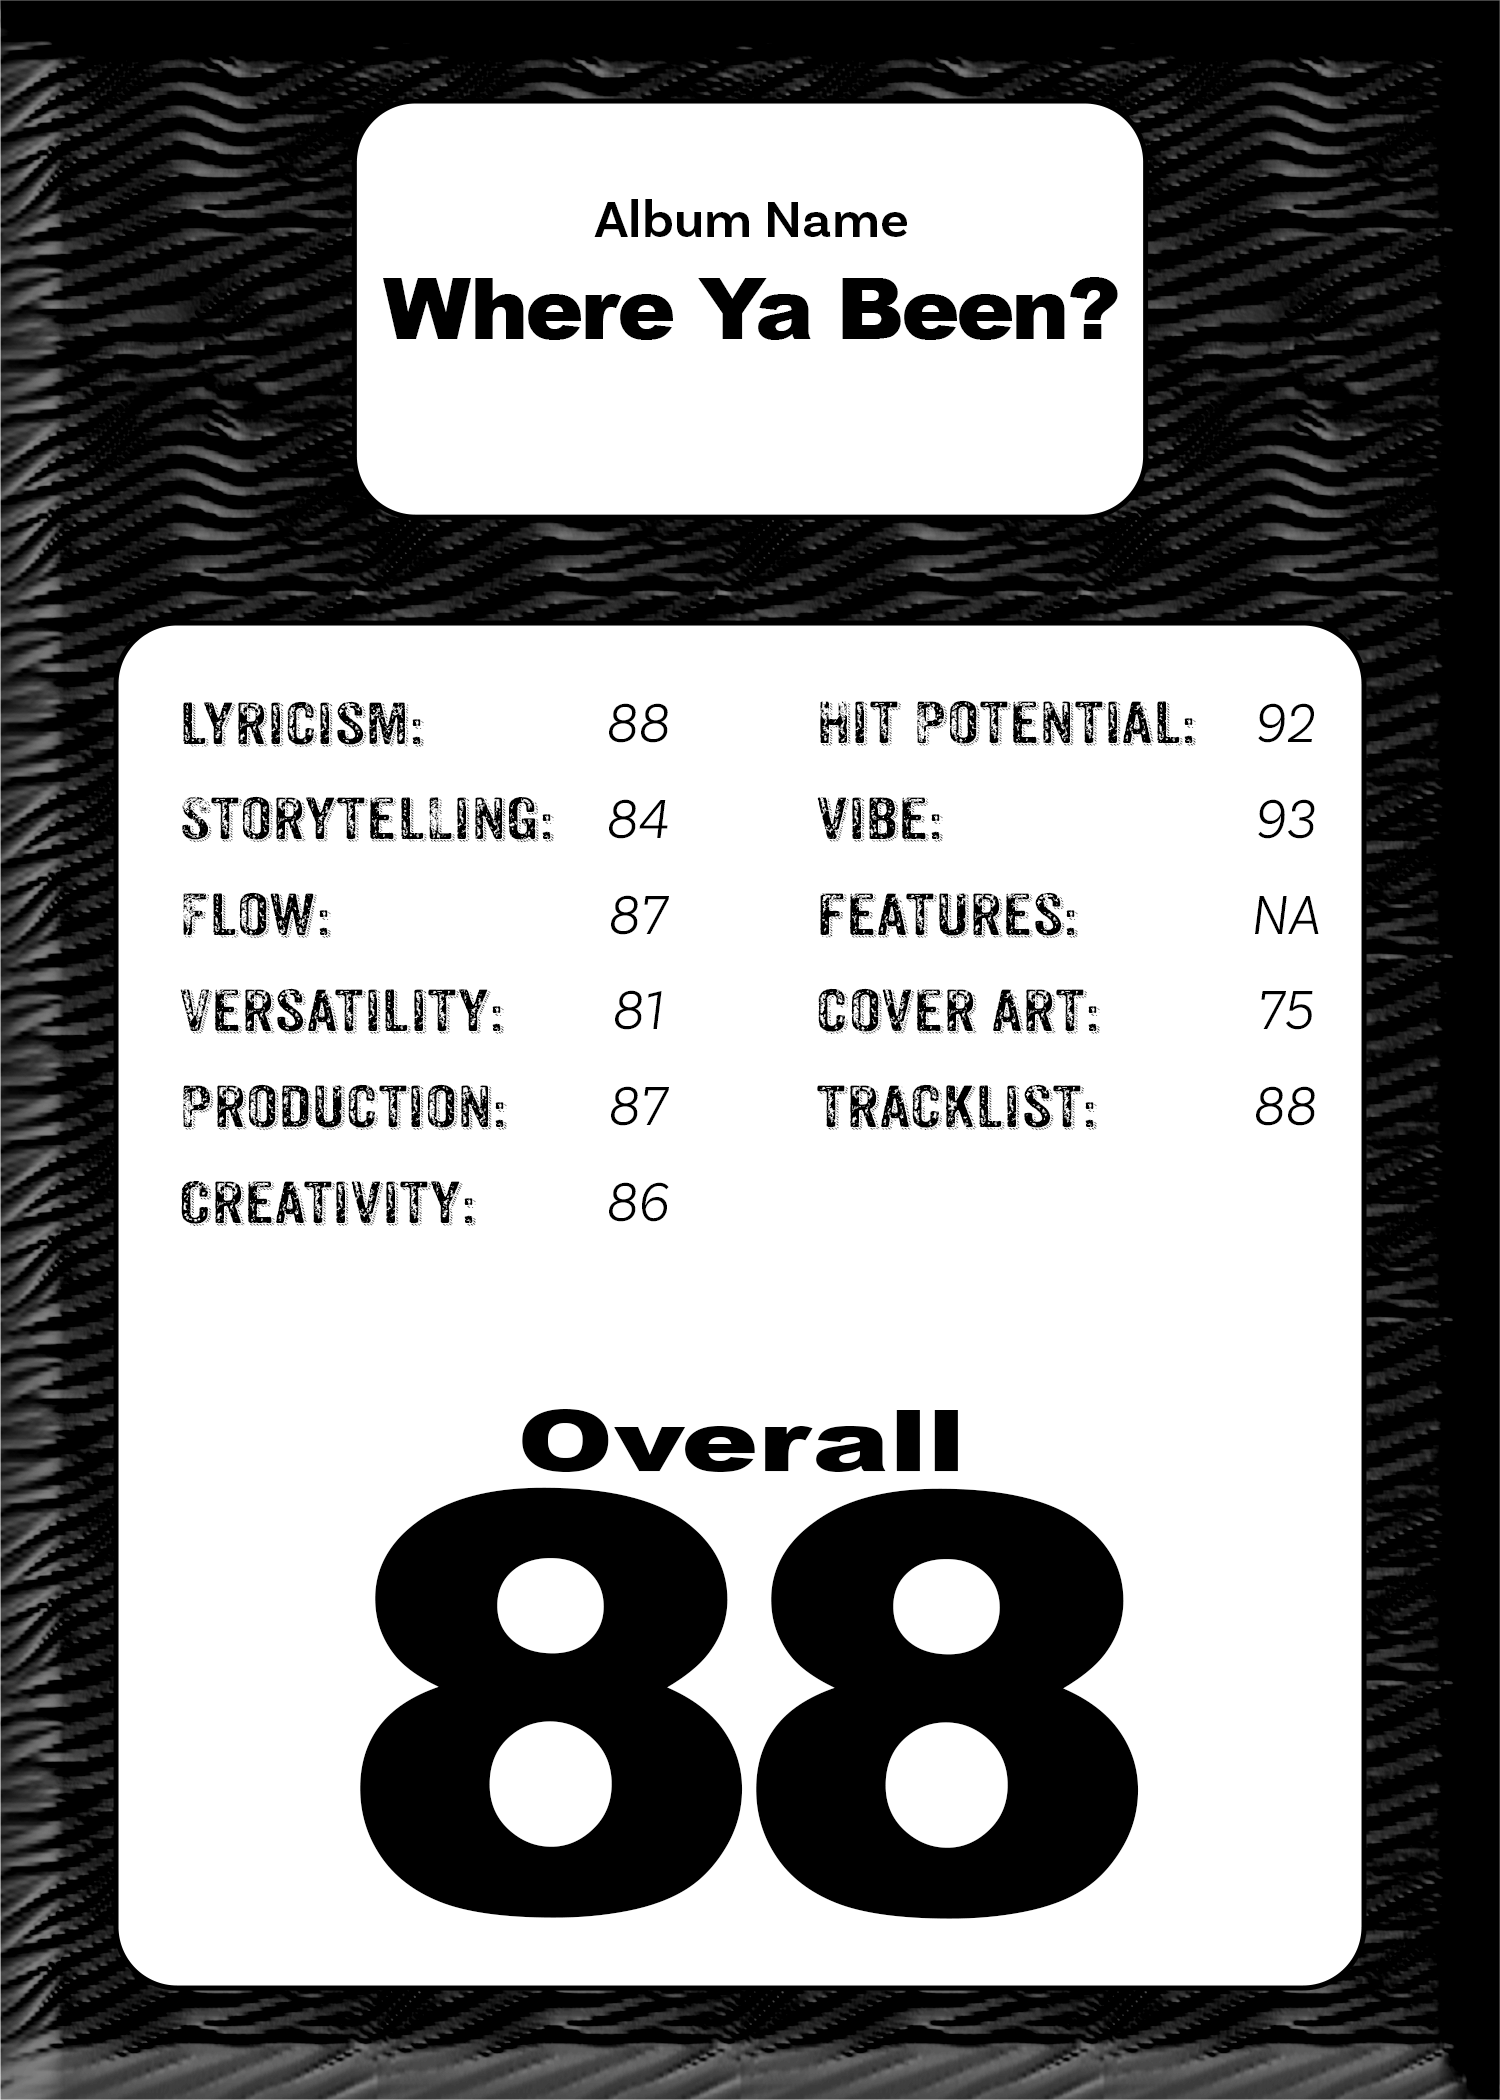 Album Name
Where Ya Been?
LYRICISM: 88
STORYTELLING: 84
FLOW: 87
VERSATILITY: 81
PRODUCTION: 87
CREATIVITY: 86
HIT POTENTIAL: 92
VIBE: 93
FEATURES: NA
COVER ART: 75
TRACKLIST: 88
Overall
88